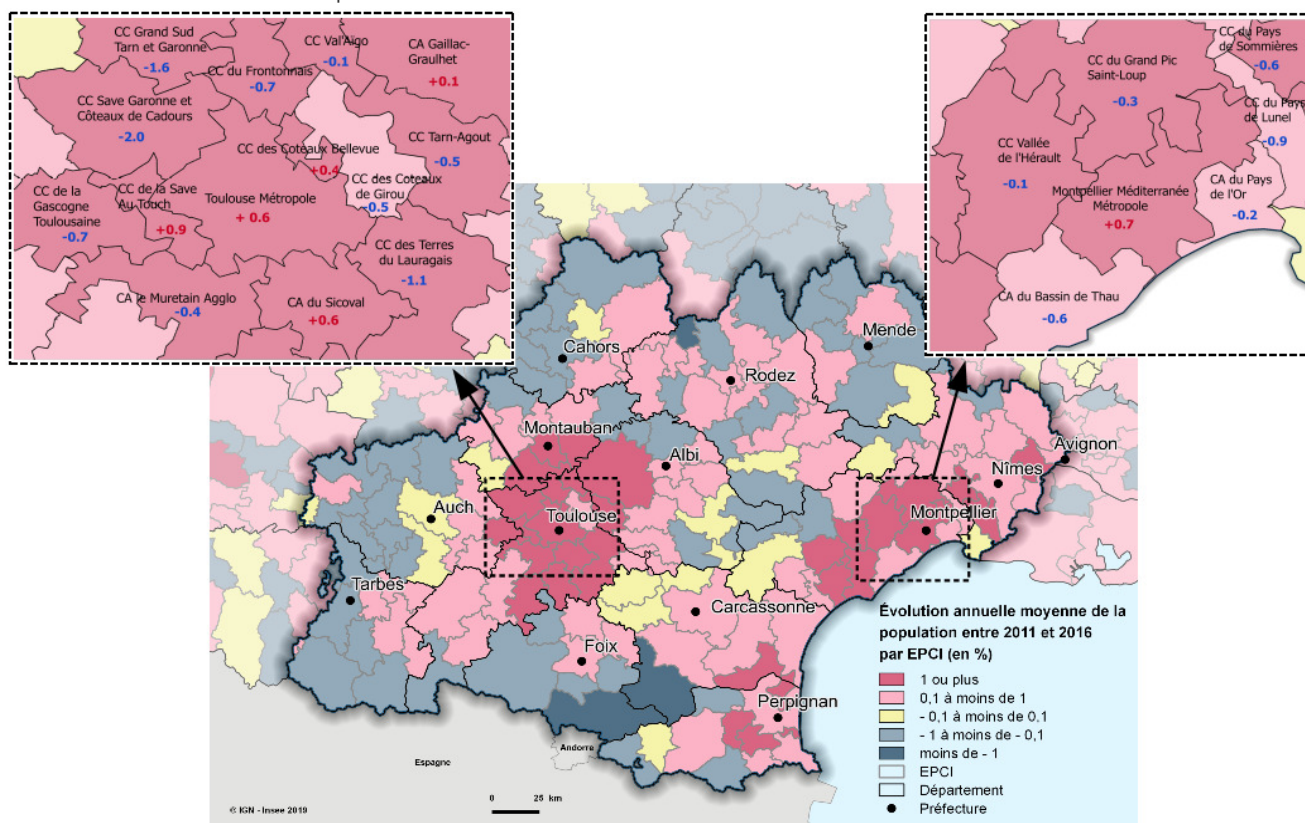 CC Grand Sud
Tarn et Garonne
-1.6
CC Val'Aïgo
-0.1
CA Gaillac-
Graulhet
+0.1
CC du Frontonnais
-0.7
CC Save Garonne et
Côteaux de Cadours
-2.0
CC Tarn-Agout
-0.5
CC des Coteaux Bellevue
+0.4
CC des Coteaux
de Girou
-0.5
CC de la
Gascogne
Toulousaine
-0.7
CC de la Save
Au Touch
+0.9
Toulouse Métropole
+ 0.6
CC des Terres
du Lauragais
-1.1
CA le Muretain Agglo
-0.4
CA du Sicoval
+0.6
CC du Pays
de Sommières
-0.6
CC du Grand Pic
Saint-Loup
-0.3
CC du Pays
de Lunel
-0.9
CC Vallée
de l'Hérault
-0.1
CA du Pays
de l'Or
-0.2
Montpellier Méditerranée
Métropole
+0.7
CA du Bassin de Thau
-0.6
Mende
Cahors
Rodez
Montauban
Albi
Avignon
Nîmes
Auch
Toulouse
Montpellier
Tarbes
Carcassonne
Foix
Perpignan
Andorre
Espagne
Évolution annuelle moyenne de la
population entre 2011 et 2016
par EPCI (en %)
1 ou plus
0,1 à moins de 1
- 0,1 à moins de 0,1
- 1 à moins de - 0,1
moins de - 1
EPCI
Département
Préfecture
© IGN - Insee 2019
0 25 km